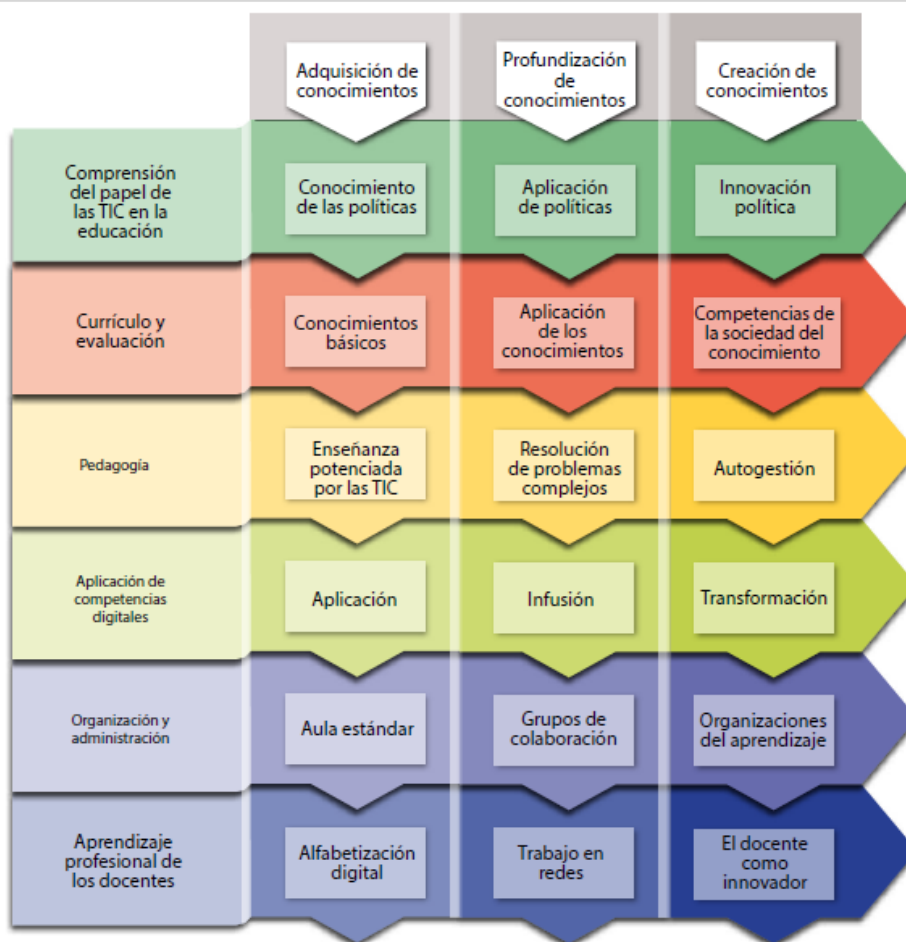 Adquisición de
conocimientos
Profundización
de
conocimientos
Creación de
conocimientos
Comprensión
del papel de
las TIC en la
educación
Conocimiento
de las políticas
Aplicación
de políticas
Innovación
política
Currículo y
evaluación
Conocimientos
básicos
Aplicación
de los
conocimientos
Competencias de
la sociedad del
conocimiento
Pedagogía
Enseñanza
potenciada
por las TIC
Resolución
de problemas
complejos
Autogestión
Aplicación de
competencias
digitales
Aplicación
Infusión
Transformación
Organización y
administración
Aula estándar
Grupos de
colaboración
Organizaciones
del aprendizaje
Aprendizaje
profesional de
los docentes
Alfabetización
digital
Trabajo en
redes
El docente
como
innovador